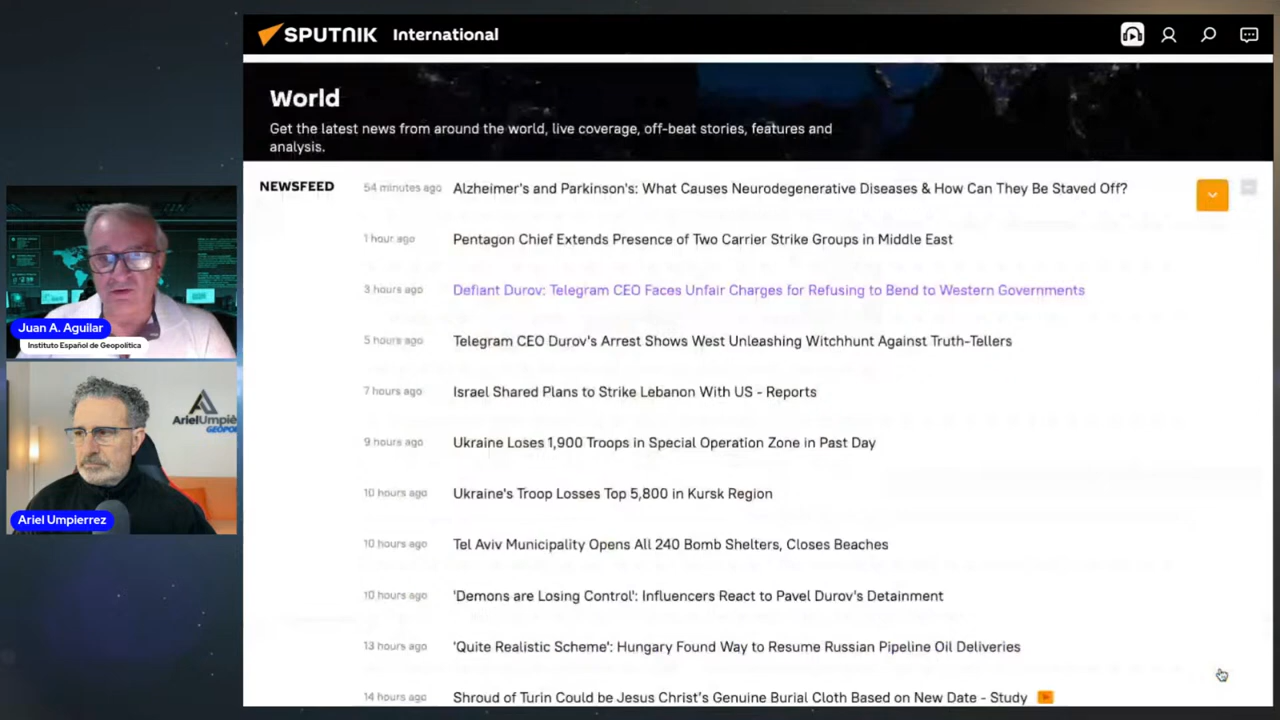 SPUTNIK International
World
Get the latest news from around the world, live coverage, off-beat stories, features and
analysis.
NEWSFEED
54 minutes ago Alzheimer's and Parkinson's: What Causes Neurodegenerative Diseases & How Can They Be Staved Off?
1 hour ago Pentagon Chief Extends Presence of Two Carrier Strike Groups in Middle East
3 hours ago Defiant Durov: Telegram CEO Faces Unfair Charges for Refusing to Bend to Western Governments
5 hours ago Telegram CEO Durov's Arrest Shows West Unleashing Witchhunt Against Truth-Tellers
7 hours ago Israel Shared Plans to Strike Lebanon With US - Reports
9 hours ago Ukraine Loses 1,900 Troops in Special Operation Zone in Past Day
10 hours ago Ukraine's Troop Losses Top 5,800 in Kursk Region
10 hours ago Tel Aviv Municipality Opens All 240 Bomb Shelters, Closes Beaches
10 hours ago 'Demons are Losing Control': Influencers React to Pavel Durov's Detainment
13 hours ago 'Quite Realistic Scheme': Hungary Found Way to Resume Russian Pipeline Oil Deliveries
14 hours ago Shroud of Turin Could be Jesus Christ's Genuine Burial Cloth Based on New Date - Study
Juan A. Aguilar
Instituto Español de Geopolítica
ArielUmpiè
GEOPOL
Ariel Umpierrez